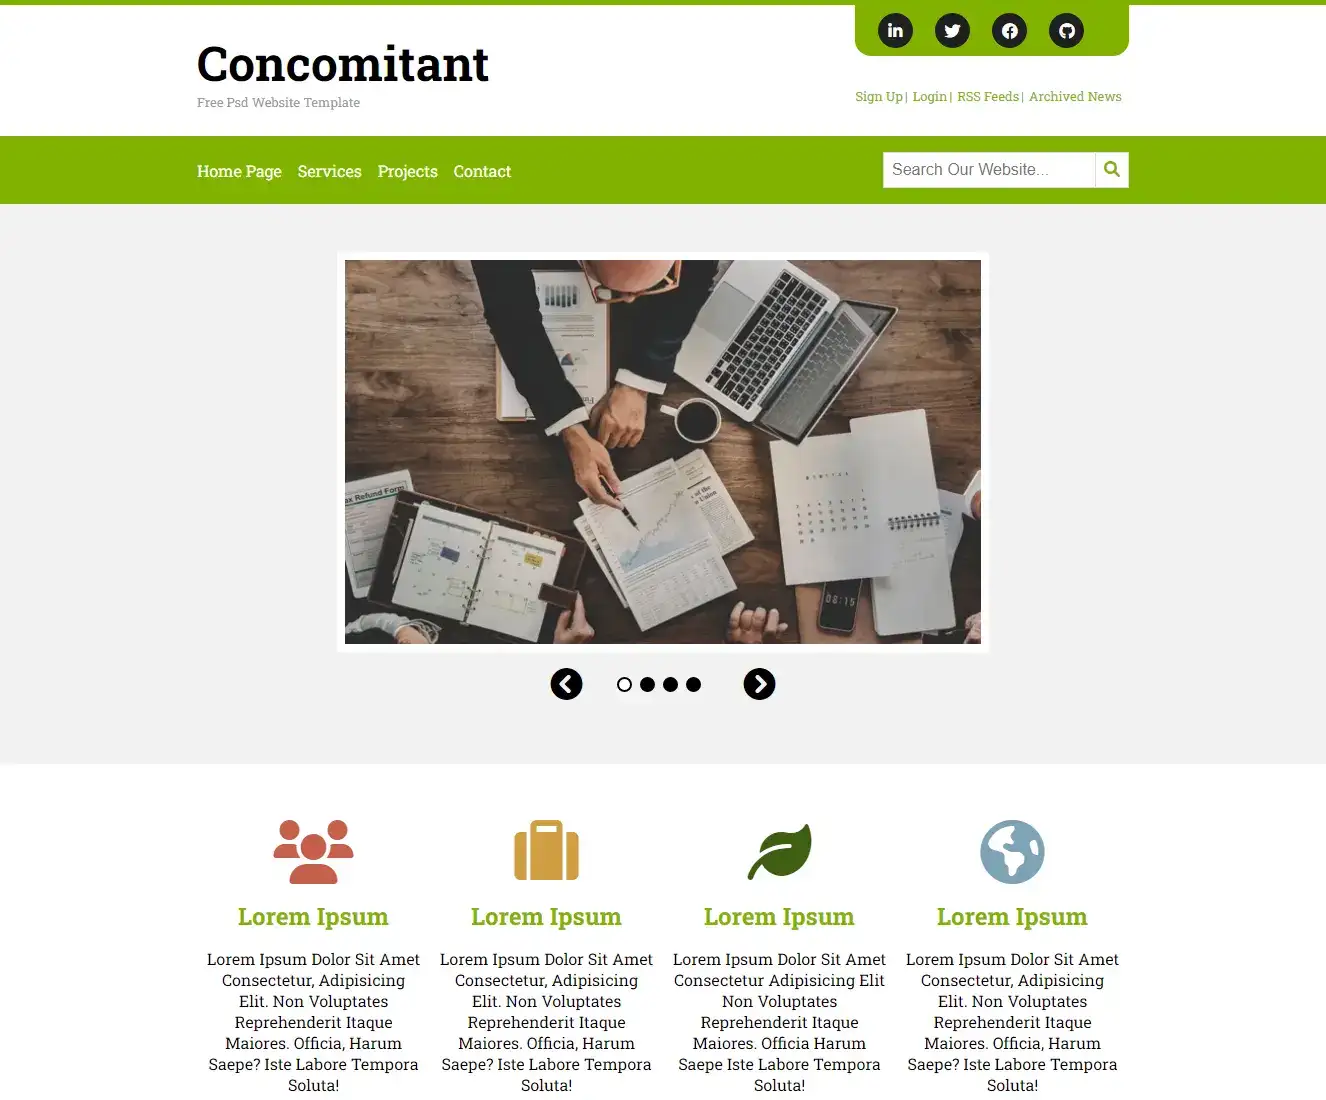 Concomitant
Free Psd Website Template
Sign Up| Login| RSS Feeds| Archived News
Home Page Services Projects Contact
Search Our Website...
ax Refund Form
08:15
Lorem Ipsum
Lorem Ipsum Dolor Sit Amet
Consectetur, Adipisicing
Elit. Non Voluptates
Reprehenderit Itaque
Maiores. Officia, Harum
Saepe? Iste Labore Tempora
Soluta!
Lorem Ipsum
Lorem Ipsum Dolor Sit Amet
Consectetur, Adipisicing
Elit. Non Voluptates
Reprehenderit Itaque
Maiores. Officia, Harum
Saepe? Iste Labore Tempora
Soluta!
Lorem Ipsum
Lorem Ipsum Dolor Sit Amet
Consectetur Adipisicing Elit
Non Voluptates
Reprehenderit Itaque
Maiores. Officia Harum
Saepe Iste Labore Tempora
Soluta!
Lorem Ipsum
Lorem Ipsum Dolor Sit Amet
Consectetur, Adipisicing
Elit. Non Voluptates
Reprehenderit Itaque
Maiores. Officia, Harum
Saepe? Iste Labore Tempora
Soluta!